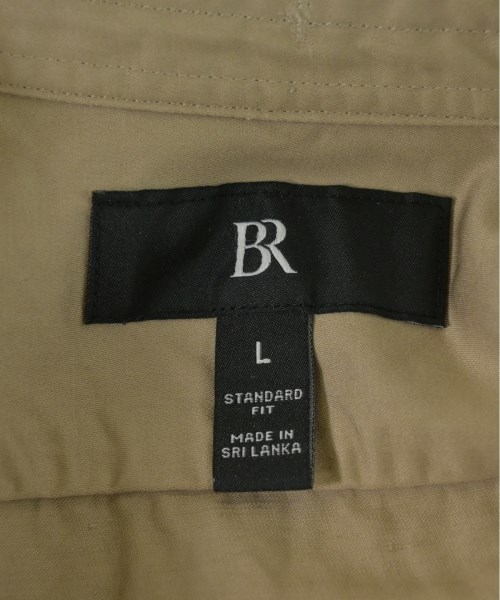 BR
L
STANDARD
FIT
MADE IN
SRI LANKA